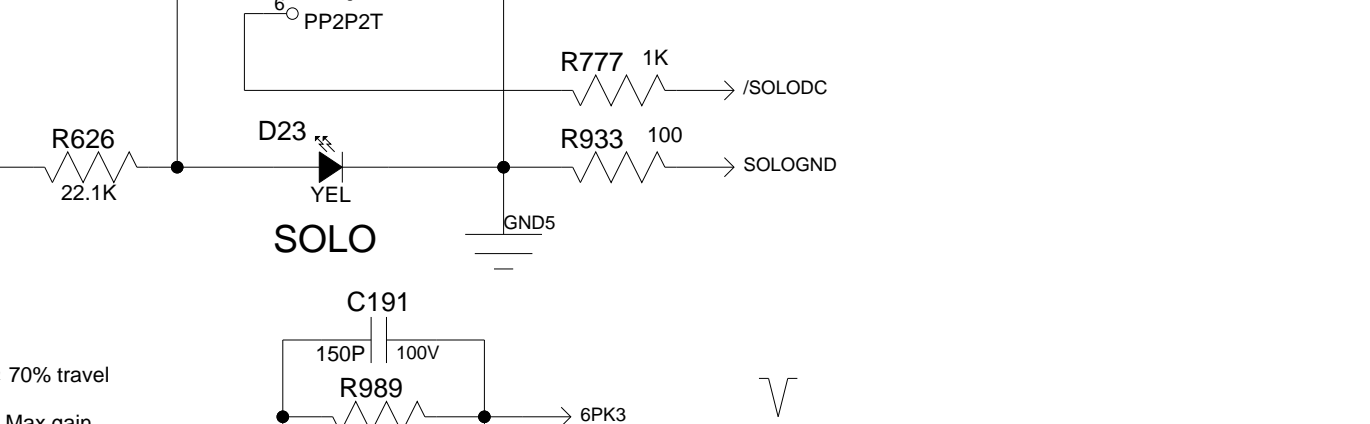 6
PP2P2T
R777 1K
/SOLODC
D23
R626
22.1K
YEL
R933 100
SOLOGND
GND5
SOLO
C191
150P 100V
70% travel
R989
6PK3
Max gain